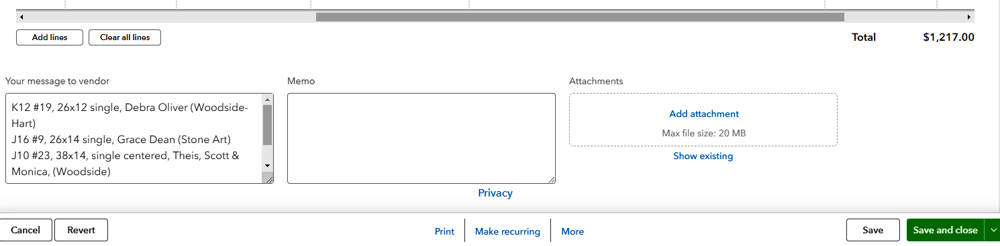 Add lines
Clear all lines
Total
$1,217.00
Your message to vendor
Memo
Attachments
K12 #19, 26x12 single, Debra Oliver (Woodside-
Hart)
J16 #9, 26x14 single, Grace Dean (Stone Art)
J10 #23, 38x14, single centered, Theis, Scott &
Monica, (Woodside)
Add attachment
Max file size: 20 MB
Show existing
Privacy
Cancel
Revert
Print
Make recurring
More
Save
Save and close